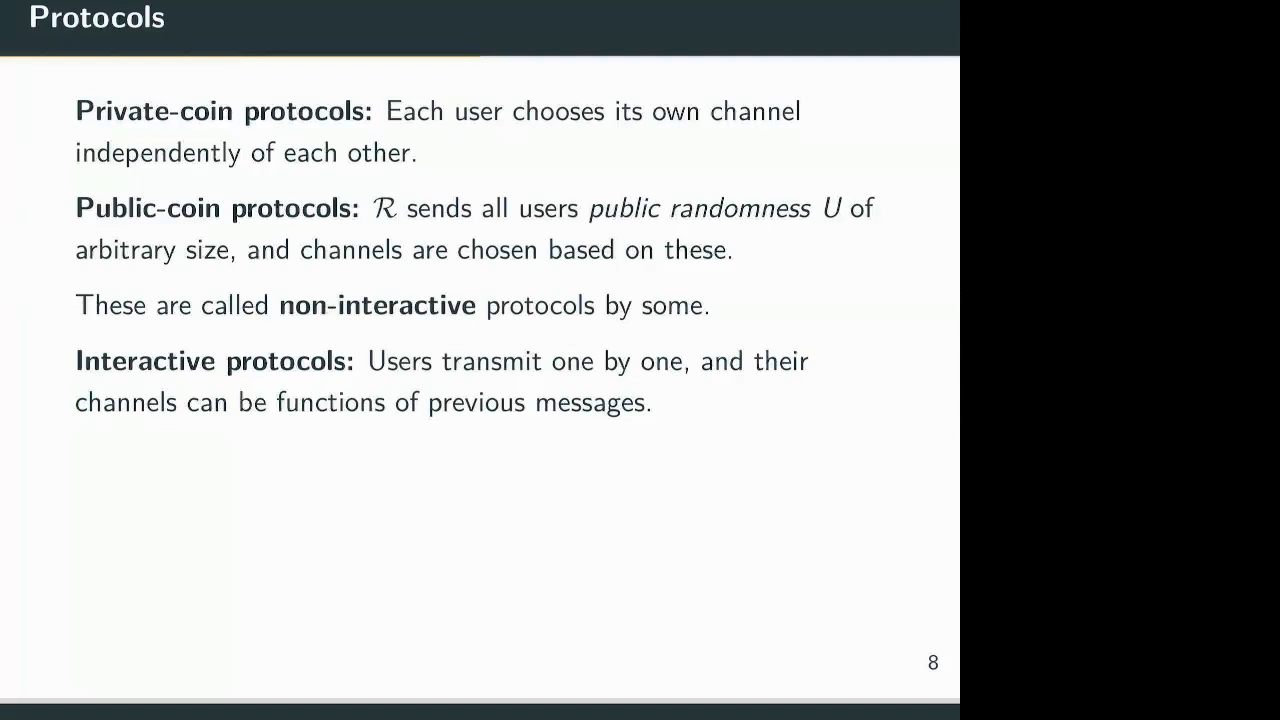 Protocols
Private-coin protocols: Each user chooses its own channel
independently of each other.
Public-coin protocols: ℛ sends all users public randomness U of
arbitrary size, and channels are chosen based on these.
These are called non-interactive protocols by some.
Interactive protocols: Users transmit one by one, and their
channels can be functions of previous messages.
8